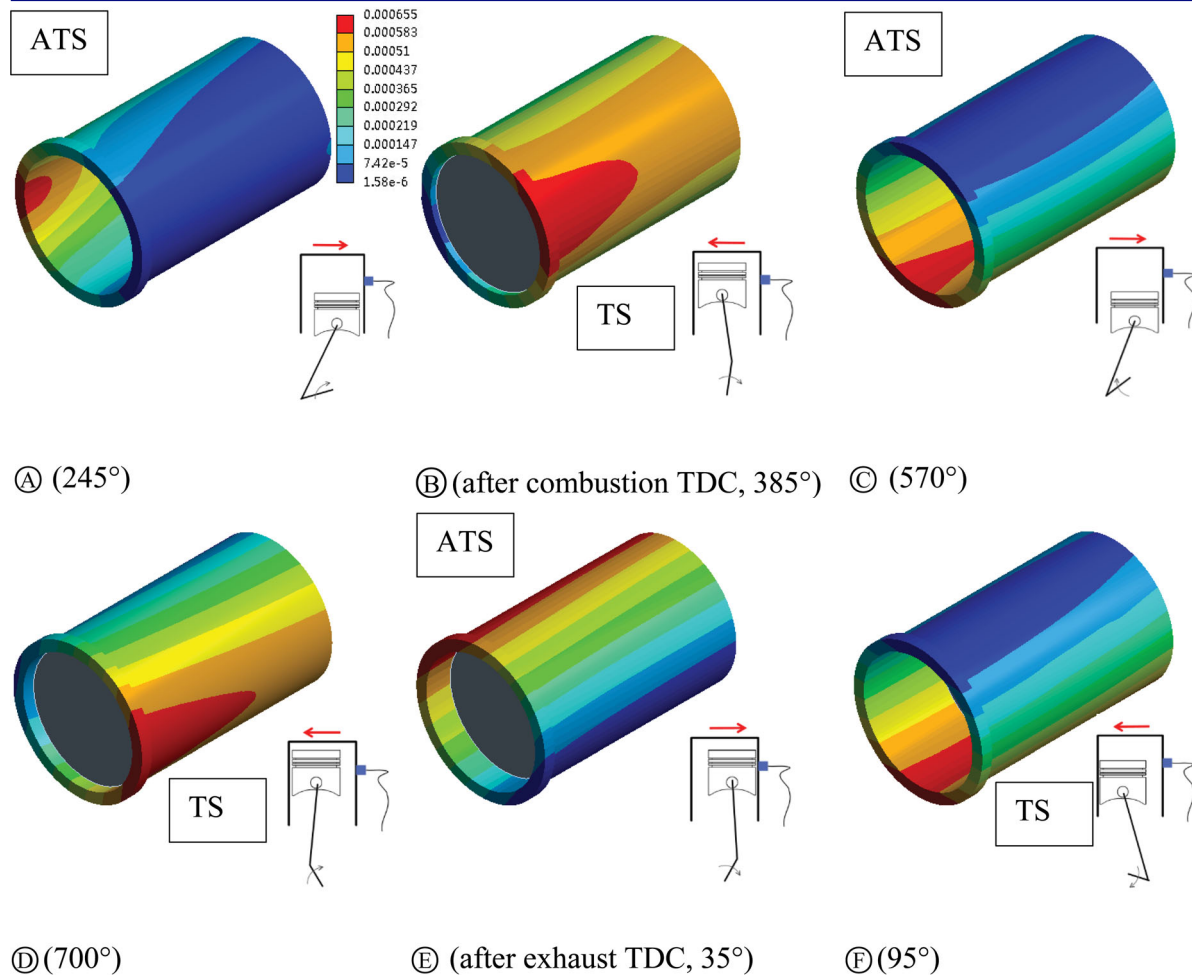 ATS
0.000655
0.000583
0.00051
0.000437
0.000365
0.000292
0.000219
0.000147
7.42e-5
1.58e-6
TS
ATS
Ⓐ (245°)
Ⓑ (after combustion TDC, 385°)
Ⓒ (570°)
TS
ATS
TS
Ⓓ (700°)
Ⓔ (after exhaust TDC, 35°)
Ⓕ (95°)